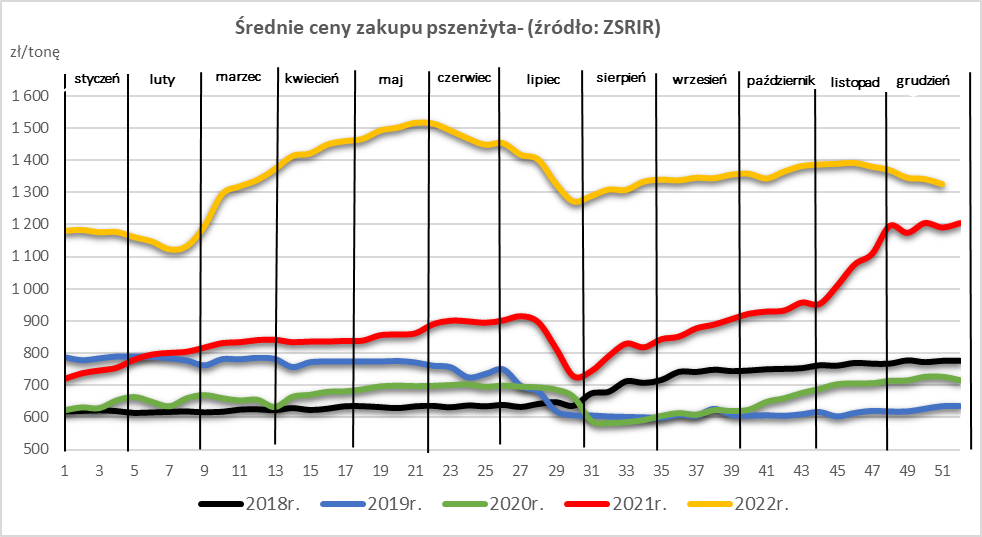 Średnie ceny zakupu pszenżyta- (źródło: ZSRIR)
zł/tonę
styczeń luty marzec kwiecień maj czerwiec lipiec sierpień wrzesień październik listopad grudzień
1 600
1 500
1 400
1 300
1 200
1 100
1 000
900
800
700
600
500
1 3 5 7 9 11 13 15 17 19 21 23 25 27 29 31 33 35 37 39 41 43 45 47 49 51
2018r. 2019r. 2020r. 2021r. 2022r.